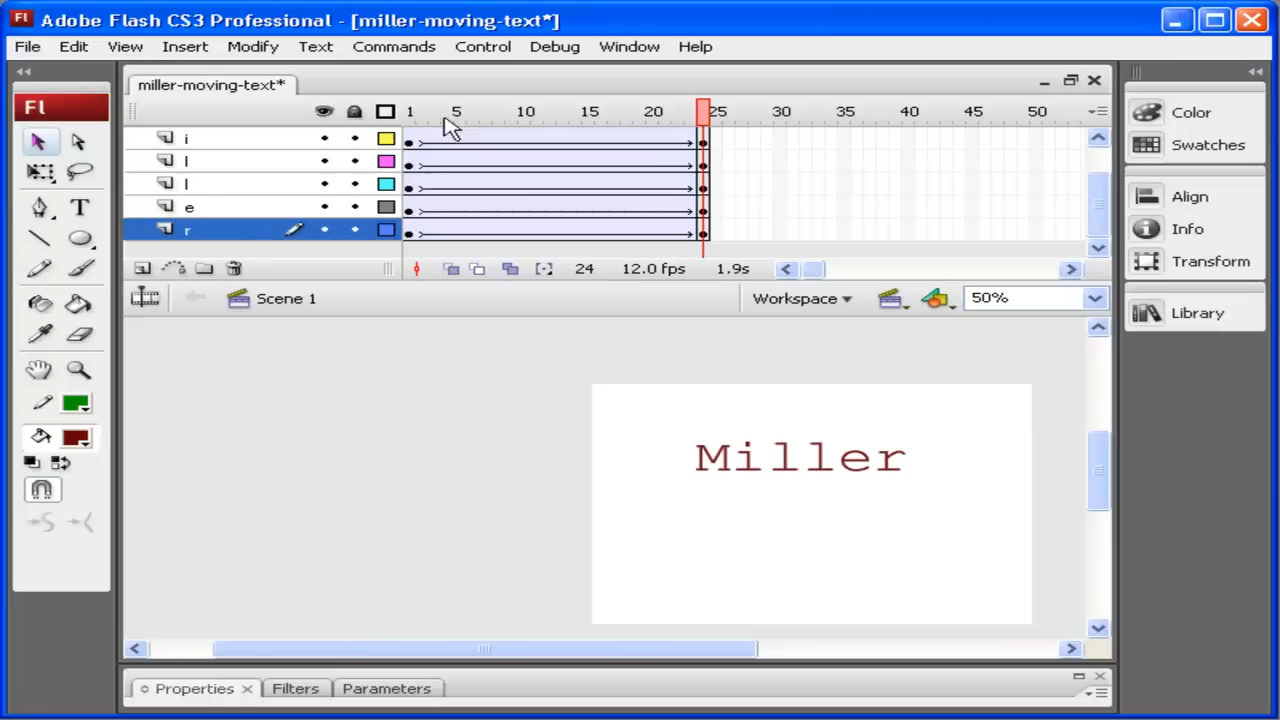 Fl Adobe Flash CS3 Professional - [miller-moving-text*]
File Edit View Insert Modify Text Commands Control Debug Window Help
miller-moving-text*
Fl
1 5 10 15 20 25 30 35 40 45 50
i
l
l
e
r
24 12.0 fps 1.9s
Scene 1 Workspace 50%
Color
Swatches
Align
Info
Transform
Library
T
Miller
Properties Filters Parameters